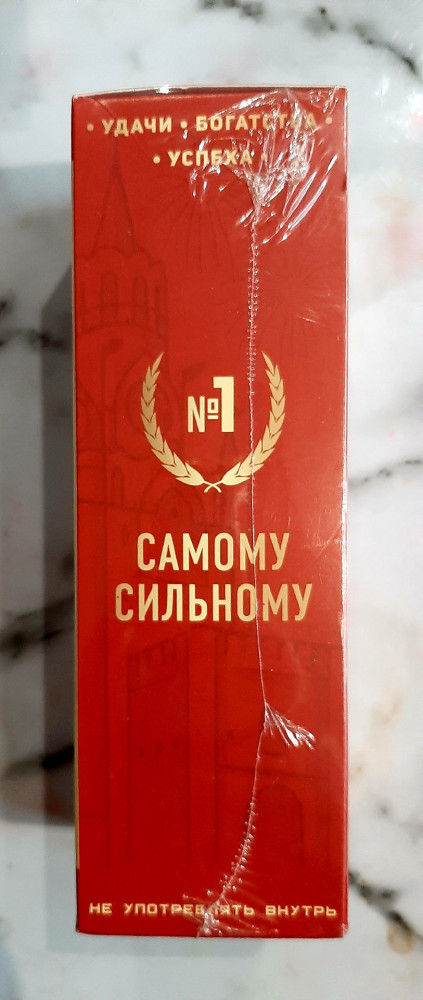 • УДАЧИ • БОГАТСТВА •
• УСПЕХА •
№1
САМОМУ
СИЛЬНОМУ
НЕ УПОТРЕБЛЯТЬ ВНУТРЬ